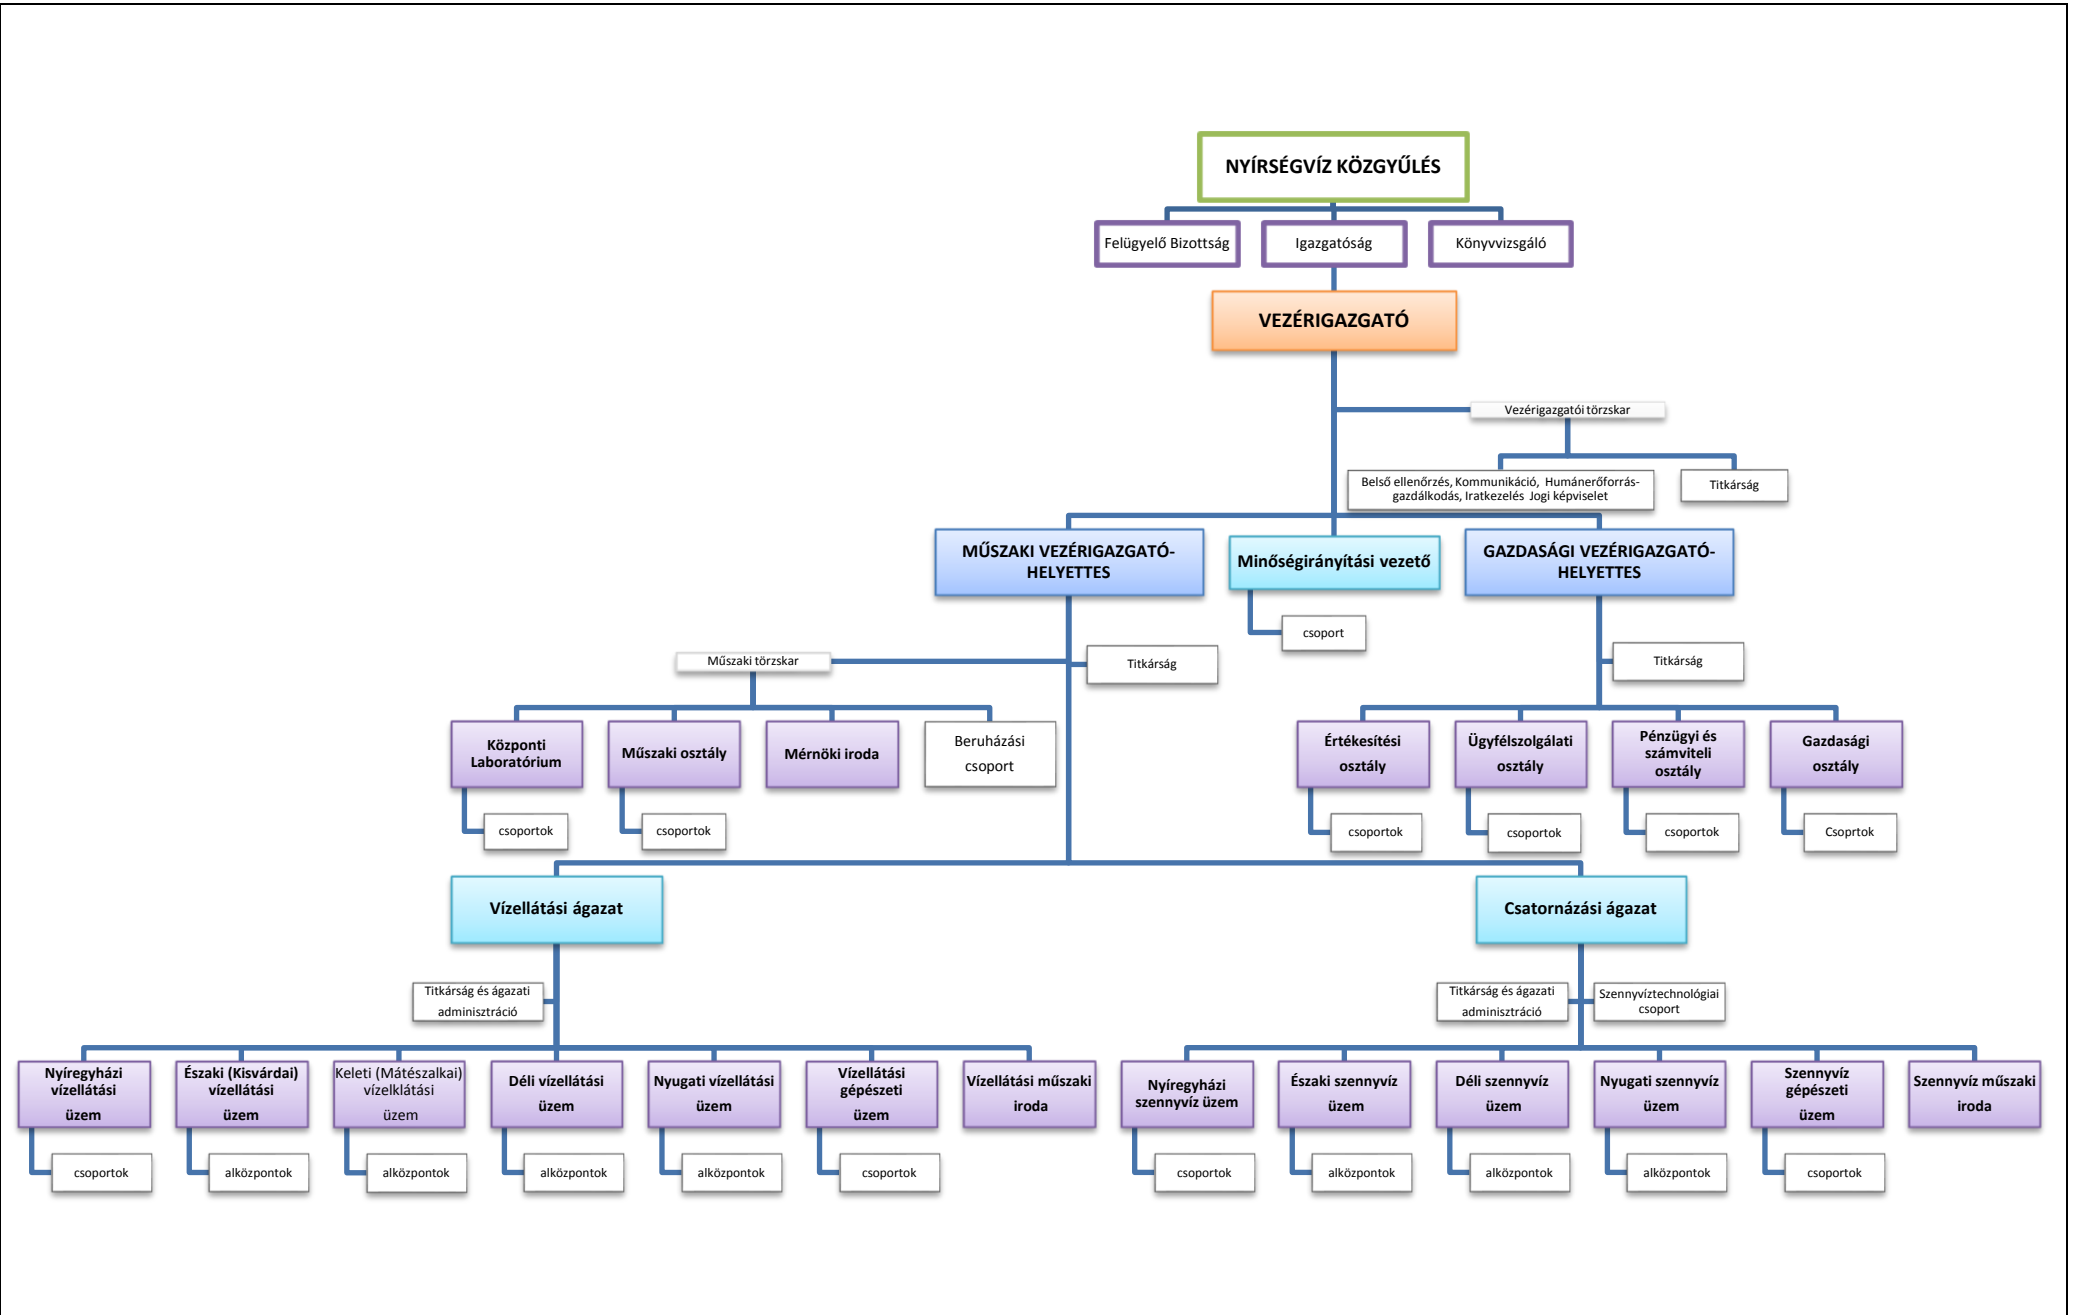 NYÍRSÉGVÍZ KÖZGYŰLÉS
Felügyelő Bizottság
Igazgatóság
Könyvvizsgáló
VEZÉRIGAZGATÓ
Vezérigazgatói törzskar
Belső ellenőrzés, Kommunikáció, Humánerőforrás-
gazdálkodás, Iratkezelés Jogi képviselet
Titkárság
MŰSZAKI VEZÉRIGAZGATÓ-
HELYETTES
Minőségirányítási vezető
GAZDASÁGI VEZÉRIGAZGATÓ-
HELYETTES
csoport
Műszaki törzskar
Titkárság
Titkárság
Központi
Laboratórium
Műszaki osztály
Mérnöki iroda
Beruházási
csoport
Értékesítési
osztály
Ügyfélszolgálati
osztály
Pénzügyi és
számviteli
osztály
Gazdasági
osztály
csoportok
csoportok
csoportok
csoportok
csoportok
Csoprtok
Vízellátási ágazat
Csatornázási ágazat
Titkárság és ágazati
adminisztráció
Titkárság és ágazati
adminisztráció
Szennyvíztechnológiai
csoport
Nyíregyházi
vízellátási
üzem
Északi (Kisvárdai)
vízellátási
üzem
Keleti (Mátészalkai)
vízelklátási
üzem
Déli vízellátási
üzem
Nyugati vízellátási
üzem
Vízellátási
gépészeti
üzem
Vízellátási műszaki
iroda
Nyíregyházi
szennyvíz üzem
Északi szennyvíz
üzem
Déli szennyvíz
üzem
Nyugati szennyvíz
üzem
Szennyvíz
gépészeti
üzem
Szennyvíz műszaki
iroda
csoportok
alközpontok
alközpontok
alközpontok
alközpontok
csoportok
csoportok
alközpontok
alközpontok
alközpontok
csoportok